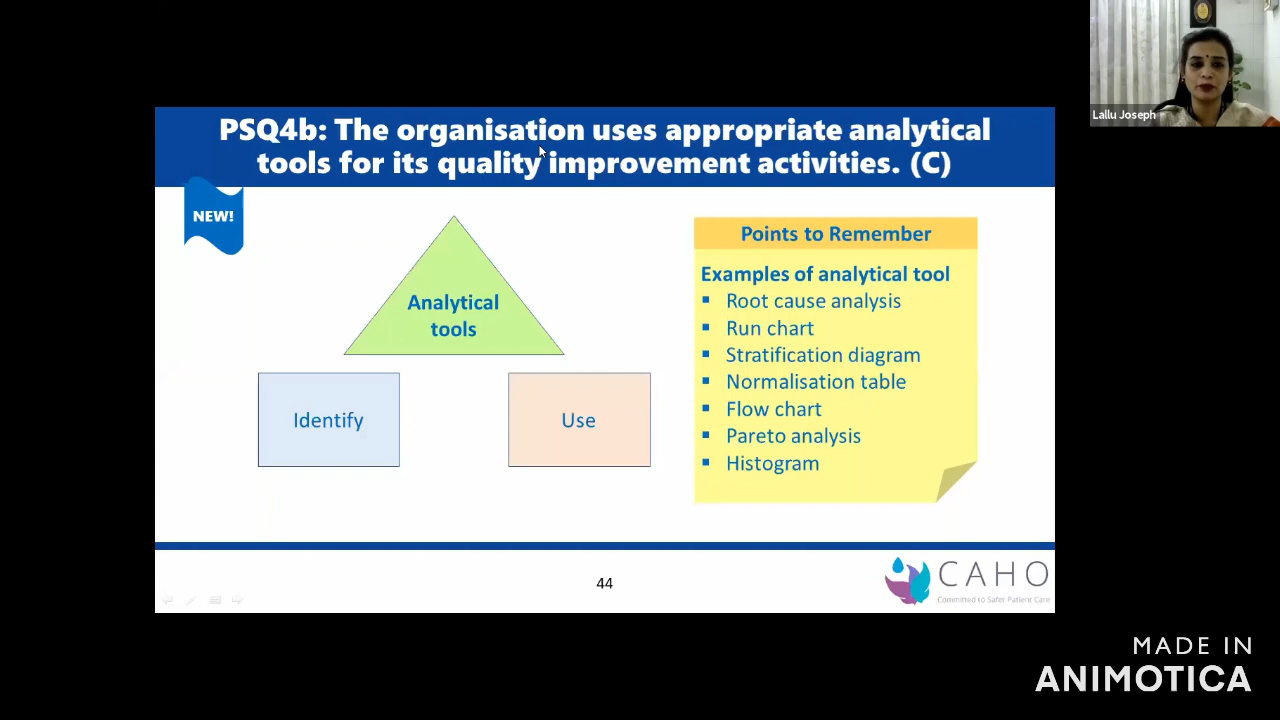 Lallu Joseph
PSQ4b: The organisation uses appropriate analytical
tools for its quality improvement activities. (C)
NEW!
Analytical
tools
Identify
Use
Points to Remember
Examples of analytical tool
▪ Root cause analysis
▪ Run chart
▪ Stratification diagram
▪ Normalisation table
▪ Flow chart
▪ Pareto analysis
▪ Histogram
44
CAHO
Committed to Safer Patient Care
MADE IN
ANIMOTICA